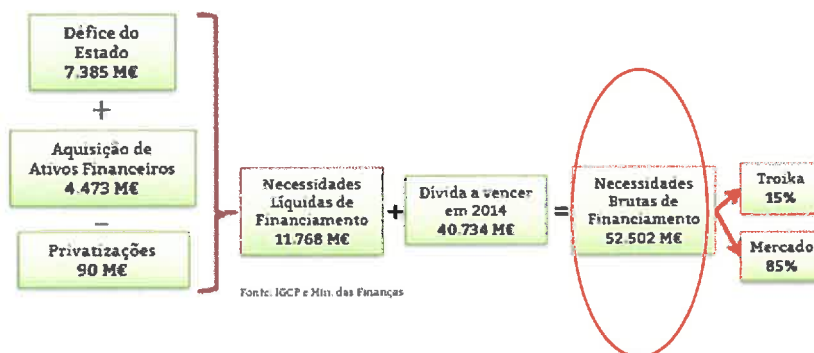 Défice do
Estado
7.385 M€
+
Aquisição de
Ativos Financeiros
4.473 M€
–
Privatizações
90 M€
Necessidades
Líquidas de
Financiamento
11.768 M€
+
Dívida a vencer
em 2014
40.734 M€
=
Necessidades
Brutas de
Financiamento
52.502 M€
Troika
15%
Mercado
85%
Fonte: IGCP e Min. das Finanças